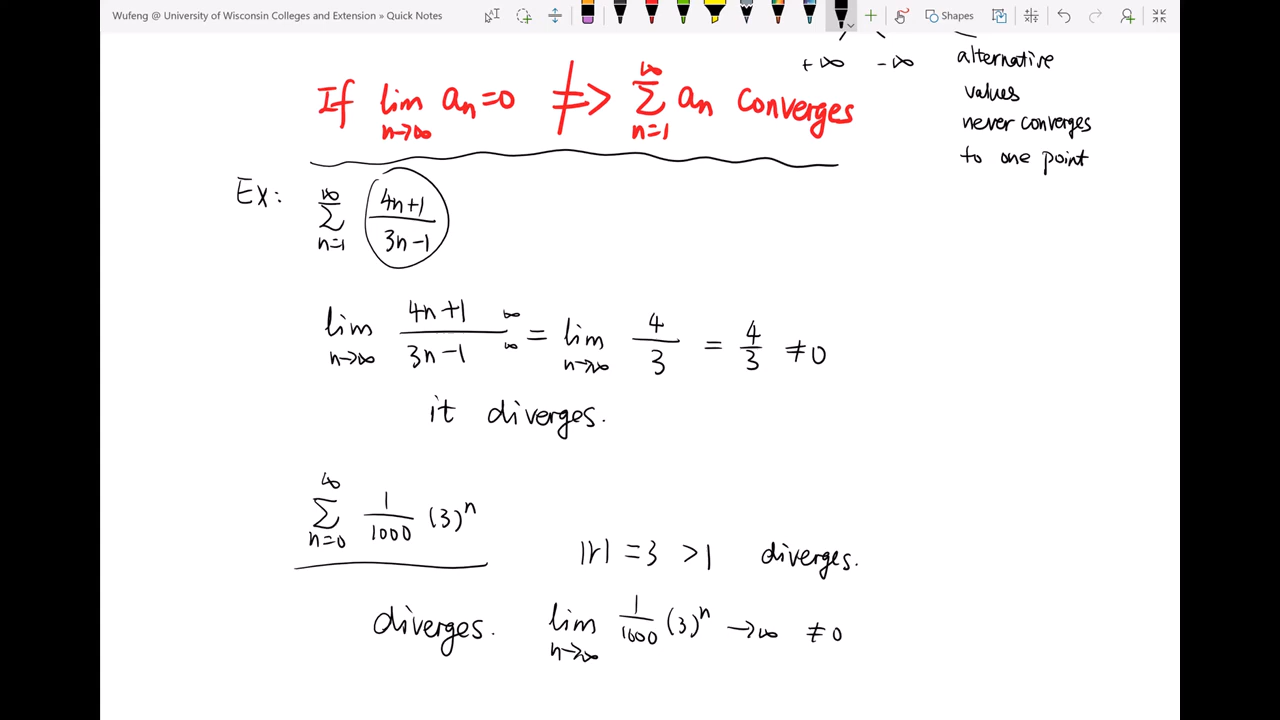 Wufeng @ University of Wisconsin Colleges and Extension » Quick Notes
Shapes
+∞ -∞
alternative
values
never converges
to one point
If lim n→∞ aₙ=0 ≠> ∞ Σ n=1 aₙ converges
Ex: ∞ Σ n=1 (4n+1)/(3n-1)
lim n→∞ (4n+1)/(3n-1) ∞/∞ = lim n→∞ 4/3 = 4/3 ≠0
it diverges.
∞ Σ n=0 1/1000 (3)ⁿ
|r| = 3 >1 diverges.
diverges. lim n→∞ 1/1000 (3)ⁿ →∞ ≠0